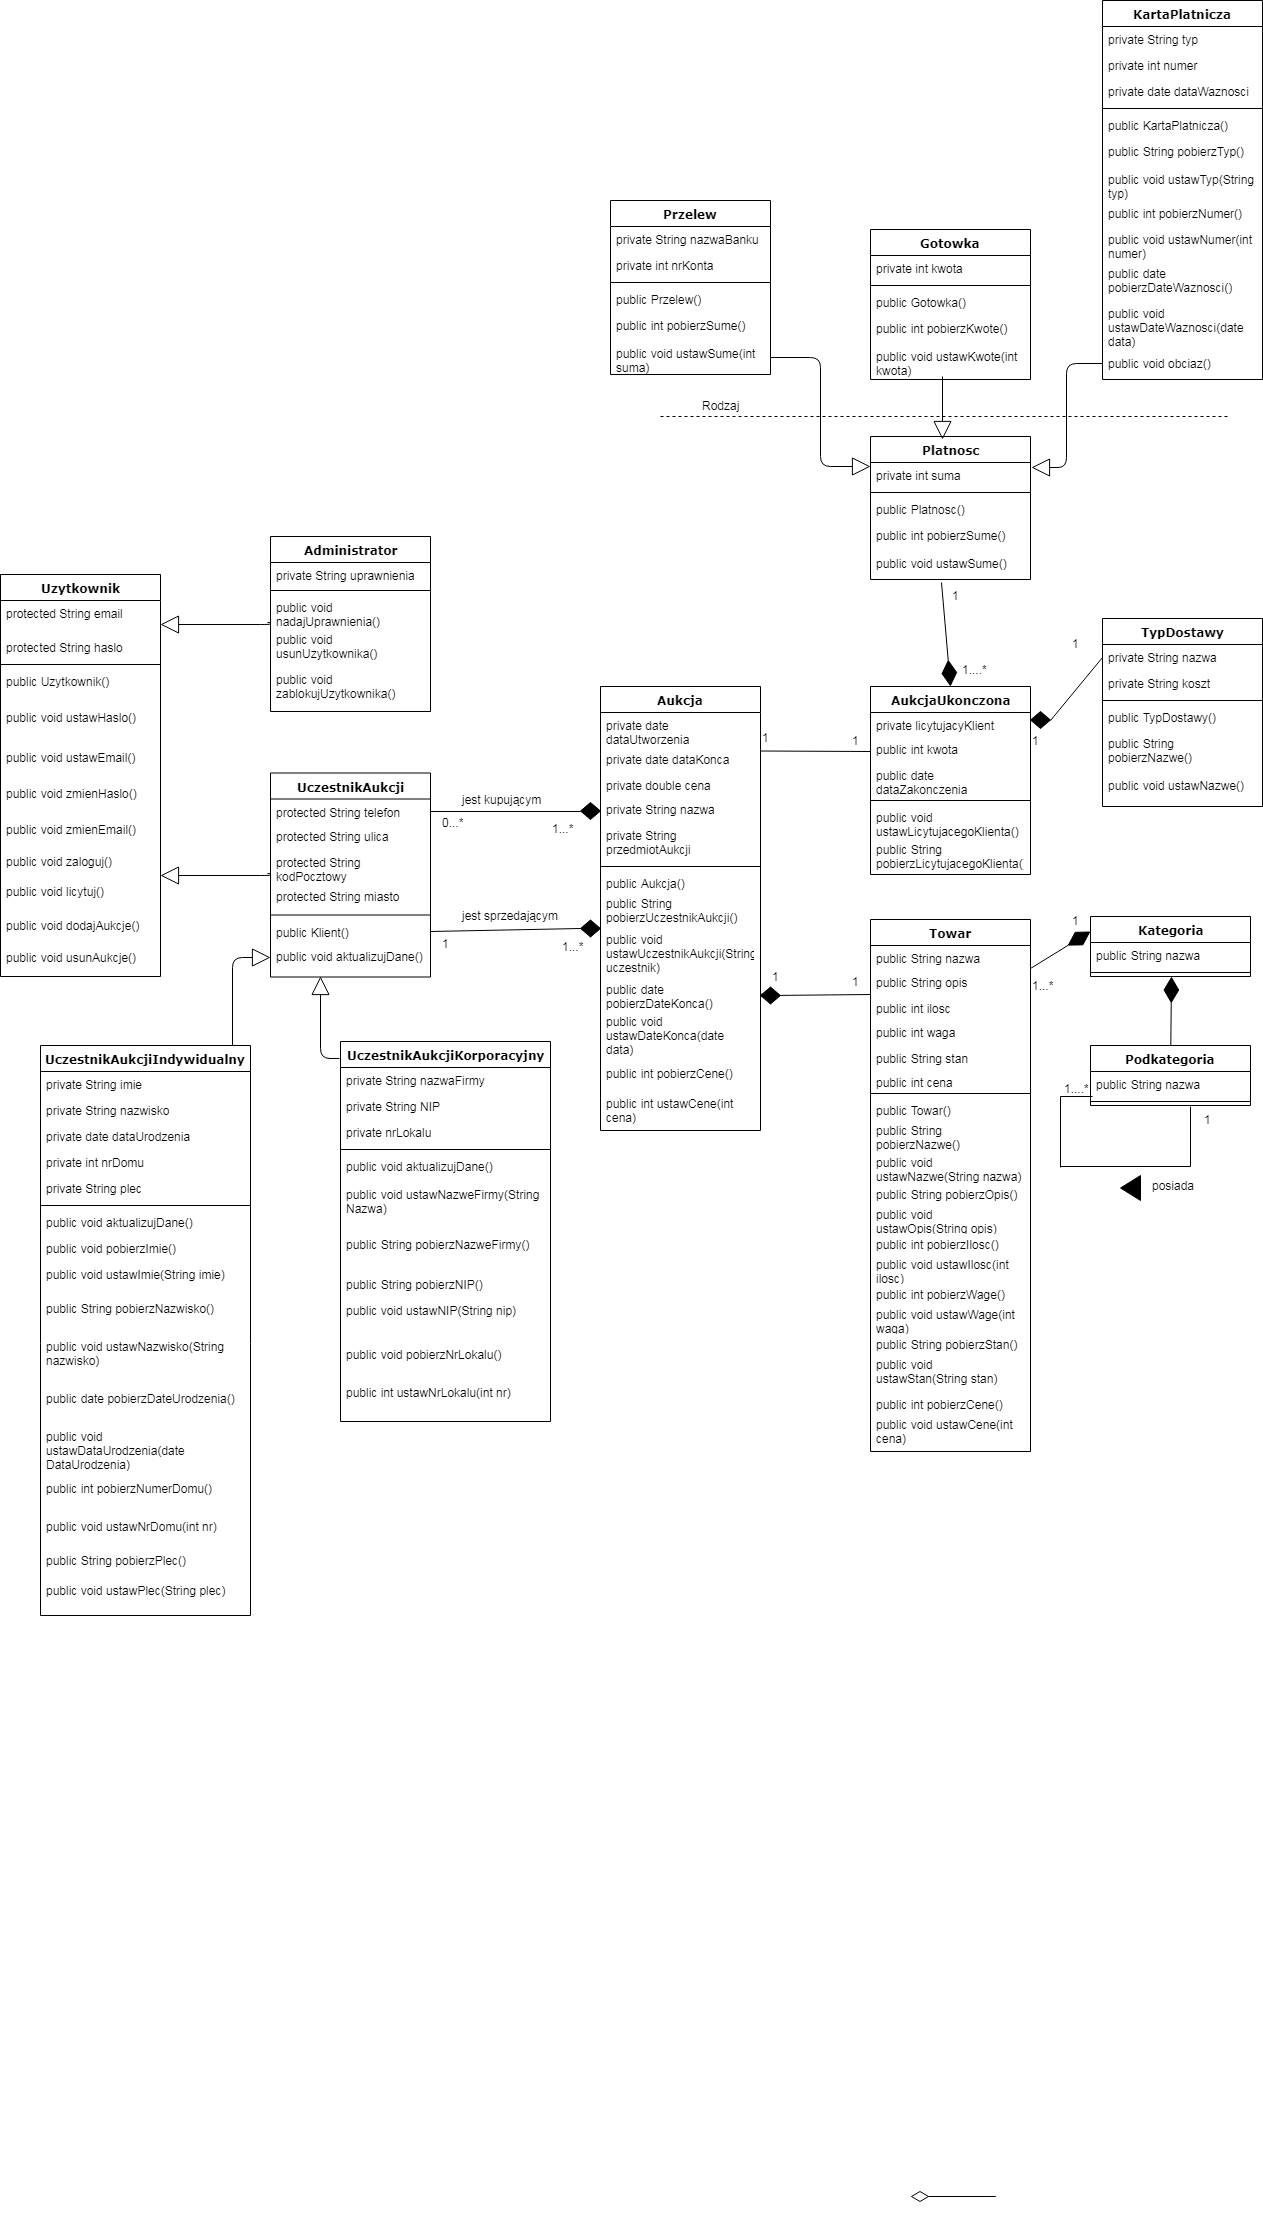 KartaPlatnicza
private String typ
private int numer
private date dataWaznosci
public KartaPlatnicza()
public String pobierzTyp()
public void ustawTyp(String
typ)
public int pobierzNumer()
public void ustawNumer(int
numer)
public date
pobierzDateWaznosci()
public void
ustawDateWaznosci(date
data)
public void obciaz()
Przelew
private String nazwaBanku
private int nrKonta
public Przelew()
public int pobierzSume()
public void ustawSume(int
suma)
Gotowka
private int kwota
public Gotowka()
public int pobierzKwote()
public void ustawKwote(int
kwota)
Rodzaj
Platnosc
private int suma
public Platnosc()
public int pobierzSume()
public void ustawSume()
1
1....*
Administrator
private String uprawnienia
public void
nadajUprawnienia()
public void
usunUzytkownika()
public void
zablokujUzytkownika()
Uzytkownik
protected String email
protected String haslo
public Uzytkownik()
public void ustawHaslo()
public void ustawEmail()
public void zmienHaslo()
public void zmienEmail()
public void zaloguj()
public void licytuj()
public void dodajAukcje()
public void usunAukcje()
TypDostawy
private String nazwa
private String koszt
public TypDostawy()
public String
pobierzNazwe()
public void ustawNazwe()
1
1
AukcjaUkonczona
private licytujacyKlient
public int kwota
public date
dataZakonczenia
public void
ustawLicytujacegoKlienta()
public String
pobierzLicytujacegoKlienta(
1
1
Aukcja
private date
dataUtworzenia
private date dataKonca
private double cena
private String nazwa
private String
przedmiotAukcji
public Aukcja()
public String
pobierzUczestnikAukcji()
public void
ustawUczestnikAukcji(String
uczestnik)
public date
pobierzDateKonca()
public void
ustawDateKonca(date
data)
public int pobierzCene()
public int ustawCene(int
cena)
UczestnikAukcji
protected String telefon
protected String ulica
protected String
kodPocztowy
protected String miasto
public Klient()
public void aktualizujDane()
jest kupującym
0...*
1...*
jest sprzedającym
1
1...*
1
1
Towar
public String nazwa
public String opis
public int ilosc
public int waga
public String stan
public int cena
public Towar()
public String
pobierzNazwe()
public void
ustawNazwe(String nazwa)
public String pobierzOpis()
public void
ustawOpis(String opis)
public int pobierzIlosc()
public void ustawIlosc(int
ilosc)
public int pobierzWage()
public void ustawWage(int
waga)
public String pobierzStan()
public void
ustawStan(String stan)
public int pobierzCene()
public void ustawCene(int
cena)
1
1...*
Kategoria
public String nazwa
Podkategoria
public String nazwa
1....*
1
posiada
UczestnikAukcjiIndywidualny
private String imie
private String nazwisko
private date dataUrodzenia
private int nrDomu
private String plec
public void aktualizujDane()
public void pobierzImie()
public void ustawImie(String imie)
public String pobierzNazwisko()
public void ustawNazwisko(String
nazwisko)
public date pobierzDateUrodzenia()
public void
ustawDataUrodzenia(date
DataUrodzenia)
public int pobierzNumerDomu()
public void ustawNrDomu(int nr)
public String pobierzPlec()
public void ustawPlec(String plec)
UczestnikAukcjiKorporacyjny
private String nazwaFirmy
private String NIP
private nrLokalu
public void aktualizujDane()
public void ustawNazweFirmy(String
Nazwa)
public String pobierzNazweFirmy()
public String pobierzNIP()
public void ustawNIP(String nip)
public void pobierzNrLokalu()
public int ustawNrLokalu(int nr)